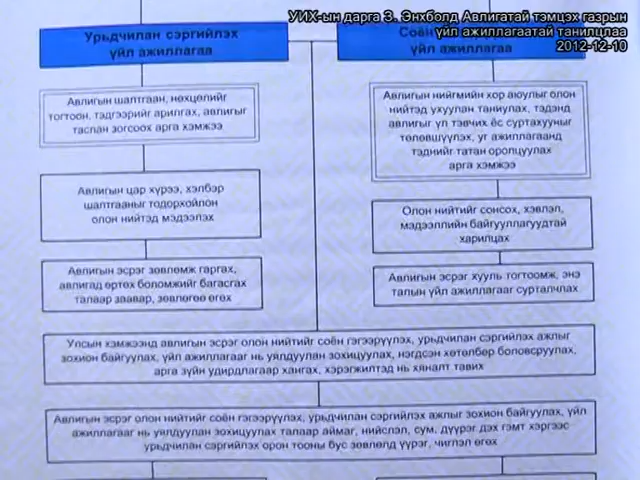 УИХ-ын дарга З. Энхболд Авлигатай тэмцэх газрын
үйл ажиллагаатай танилцлаа
2012-12-10
Урьдчилан сэргийлэх
үйл ажиллагаа
Соён
үйл ажиллагаа
Авлигын шалтгаан, нөхцөлийг
тогтоон, тэдгээрийг арилгах, авлигыг
таслан зогсоох арга хэмжээ
Авлигын нийгмийн хор аюулыг олон
нийтэд ухуулан таниулах, тэдэнд
авлигыг үл тэвчих ёс суртахууныг
төлөвшүүлэх, уг ажиллагаанд
тэднийг татан оролцуулах
арга хэмжээ
Авлигын цар хүрээ, хэлбэр
шалтгааныг тодорхойлон
олон нийтэд мэдээлэх
Олон нийтийг сонсох, хэвлэл,
мэдээллийн байгууллагуудтай
харилцах
Авлигын эсрэг зөвлөмж гаргах,
авлигад өртөх боломжийг багасгах
талаар заавар, зөвлөгөө өгөх
Авлигын эсрэг хууль тогтоомж, энэ
талын үйл ажиллагааг сурталчлах
Улсын хэмжээнд авлигын эсрэг олон нийтийг соён гэгээрүүлэх, урьдчилан сэргийлэх ажлыг
зохион байгуулах, үйл ажиллагааг нь уялдуулан зохицуулах, нэгдсэн хөтөлбөр боловсруулах,
арга зүйн удирдлагаар хангах, хэрэгжилтэд нь хяналт тавих
Авлигын эсрэг олон нийтийг соён гэгээрүүлэх, урьдчилан сэргийлэх ажлыг зохион байгуулах, үйл
ажиллагааг нь уялдуулан зохицуулах талаар аймаг, нийслэл, сум, дүүрэг дэх гэмт хэргээс
урьдчилан сэргийлэх орон тооны бус зөвлөлд үүрэг, чиглэл өгөх